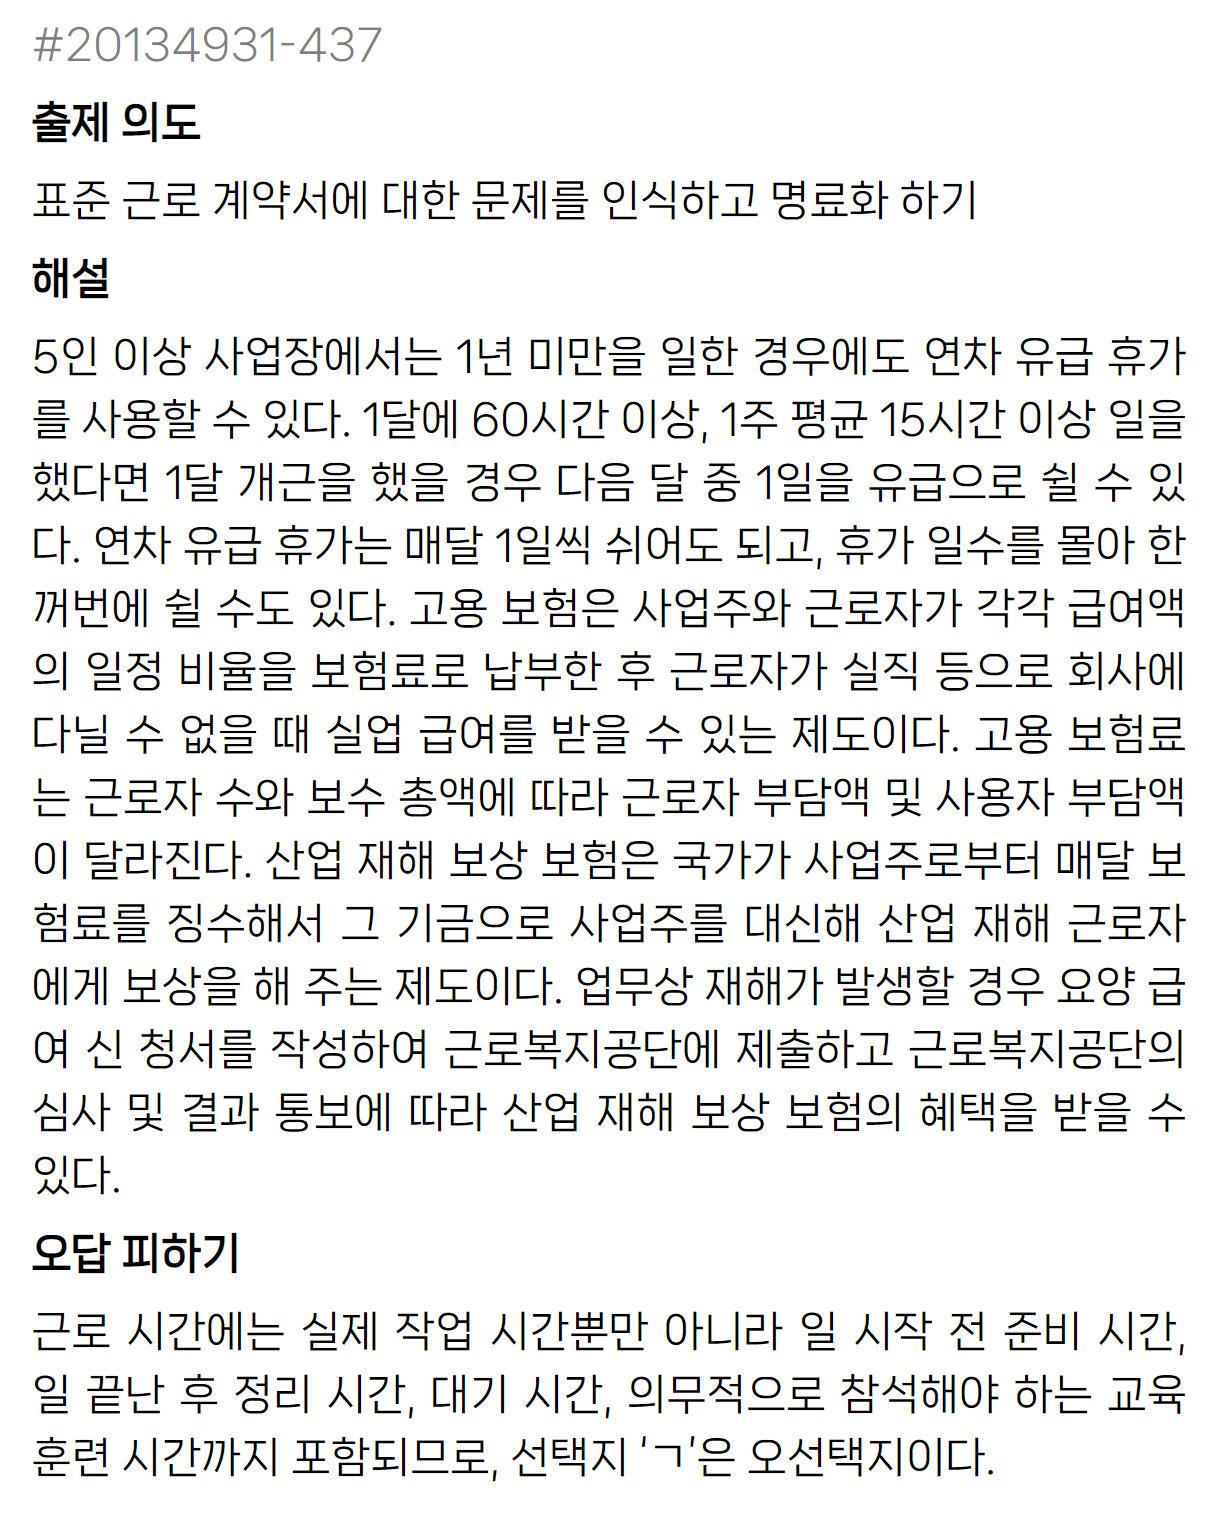 #20134931-437
출제 의도
표준 근로 계약서에 대한 문제를 인식하고 명료화 하기
해설
5인 이상 사업장에서는 1년 미만을 일한 경우에도 연차 유급 휴가
를 사용할 수 있다. 1달에 60시간 이상, 1주 평균 15시간 이상 일을
했다면 1달 개근을 했을 경우 다음 달 중 1일을 유급으로 쉴 수 있
다. 연차 유급 휴가는 매달 1일씩 쉬어도 되고, 휴가 일수를 몰아 한
꺼번에 쉴 수도 있다. 고용 보험은 사업주와 근로자가 각각 급여액
의 일정 비율을 보험료로 납부한 후 근로자가 실직 등으로 회사에
다닐 수 없을 때 실업 급여를 받을 수 있는 제도이다. 고용 보험료
는 근로자 수와 보수 총액에 따라 근로자 부담액 및 사용자 부담액
이 달라진다. 산업 재해 보상 보험은 국가가 사업주로부터 매달 보
험료를 징수해서 그 기금으로 사업주를 대신해 산업 재해 근로자
에게 보상을 해 주는 제도이다. 업무상 재해가 발생할 경우 요양 급
여 신 청서를 작성하여 근로복지공단에 제출하고 근로복지공단의
심사 및 결과 통보에 따라 산업 재해 보상 보험의 혜택을 받을 수
있다.
오답 피하기
근로 시간에는 실제 작업 시간뿐만 아니라 일 시작 전 준비 시간,
일 끝난 후 정리 시간, 대기 시간, 의무적으로 참석해야 하는 교육
훈련 시간까지 포함되므로, 선택지 'ㄱ'은 오선택지이다.